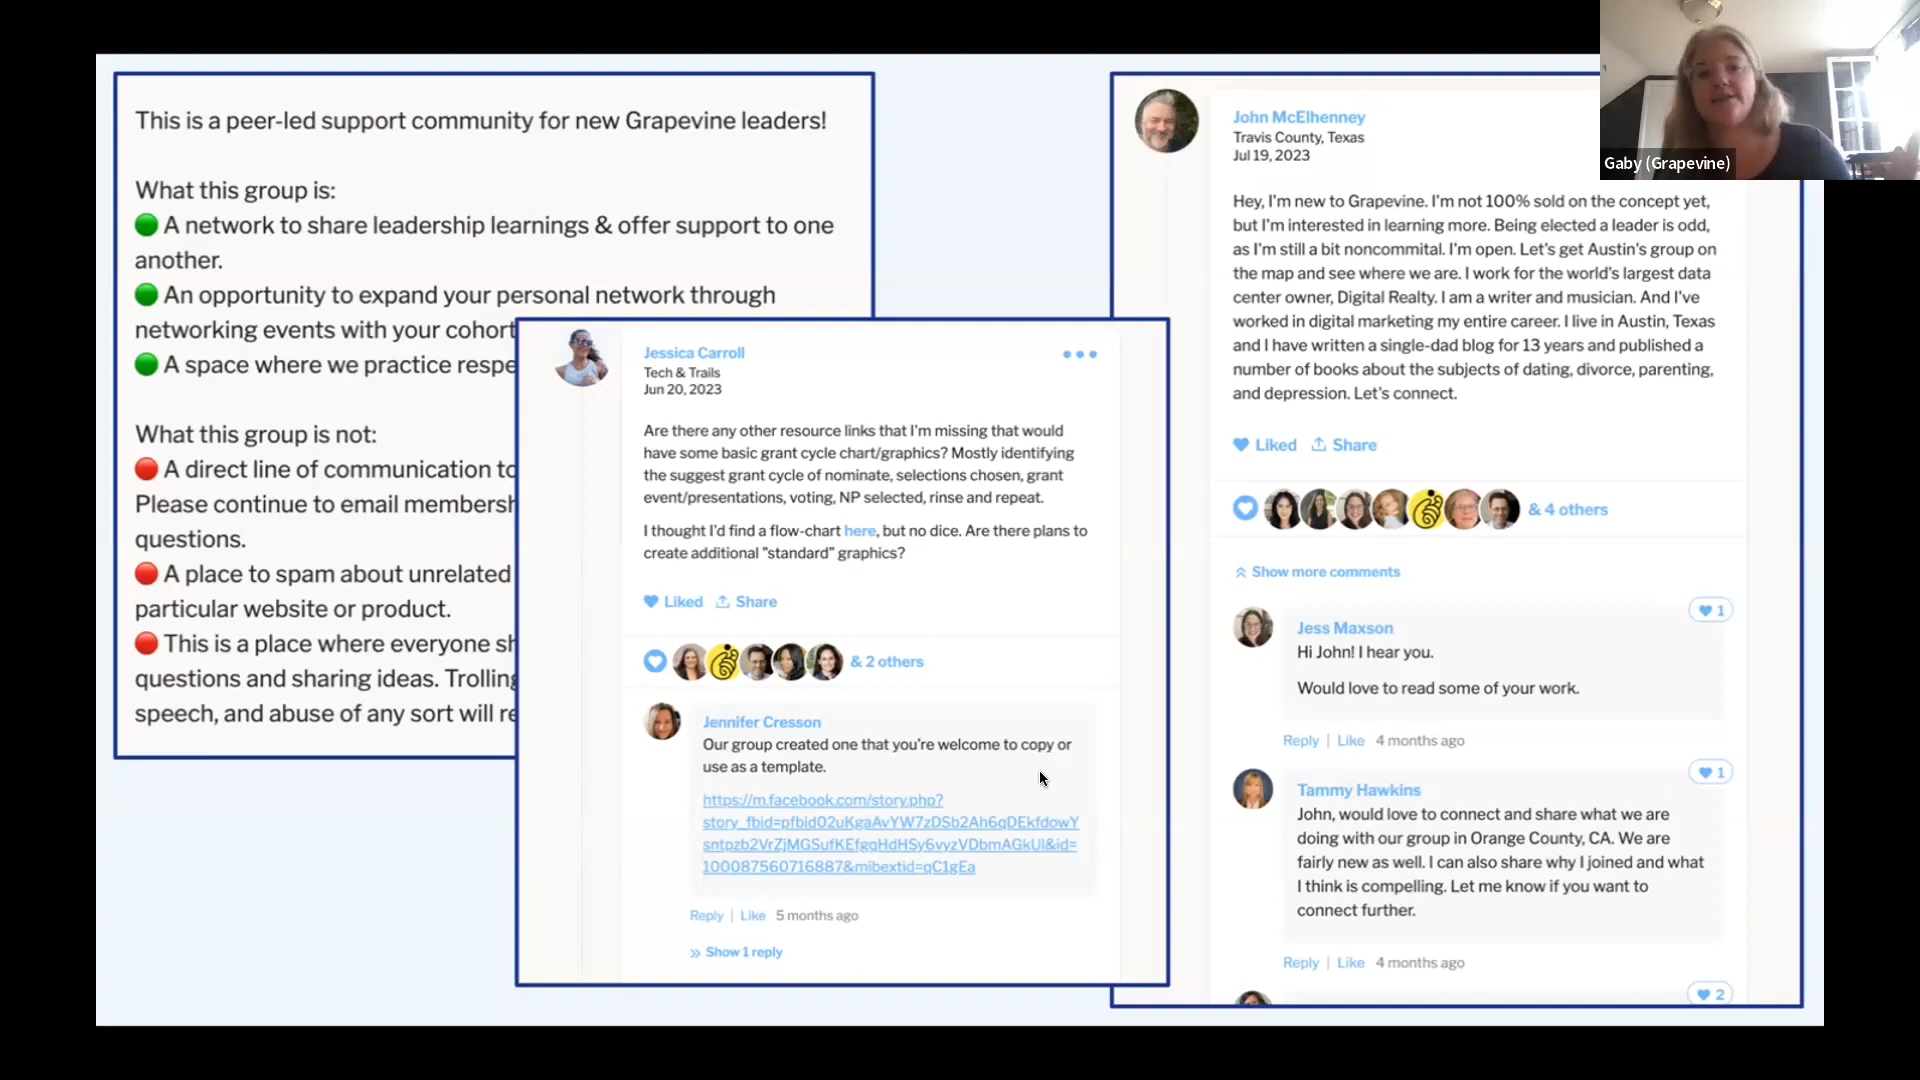 This is a peer-led support community for new Grapevine leaders!
What this group is:
A network to share leadership learnings & offer support to one
another.
An opportunity to expand your personal network through
networking events with your cohort
A space where we practice respe
What this group is not:
A direct line of communication to
Please continue to email membersh
questions.
A place to spam about unrelated
particular website or product.
This is a place where everyone sh
questions and sharing ideas. Trolling
speech, and abuse of any sort will re
Jessica Carroll
Tech & Trails
Jun 20, 2023
Are there any other resource links that I'm missing that would
have some basic grant cycle chart/graphics? Mostly identifying
the suggest grant cycle of nominate, selections chosen, grant
event/presentations, voting, NP selected, rinse and repeat.
I thought I'd find a flow-chart here, but no dice. Are there plans to
create additional "standard" graphics?
Liked Share
& 2 others
Jennifer Cresson
Our group created one that you're welcome to copy or
use as a template.
https://m.facebook.com/story.php?
story_fbid=pfbid02uKgaAvYW7zDSb2Ah6qDEkfdowY
sntpzb2VrZjMGSufKEfgqHdHSy6vyzVDbmAGkUl&id=
100087560716887&mibextid=qC1gEa
Reply | Like 5 months ago
Show 1 reply
John McElhenney
Travis County, Texas
Jul 19, 2023
Hey, I'm new to Grapevine. I'm not 100% sold on the concept yet,
but I'm interested in learning more. Being elected a leader is odd,
as I'm still a bit noncommital. I'm open. Let's get Austin's group on
the map and see where we are. I work for the world's largest data
center owner, Digital Realty. I am a writer and musician. And I've
worked in digital marketing my entire career. I live in Austin, Texas
and I have written a single-dad blog for 13 years and published a
number of books about the subjects of dating, divorce, parenting,
and depression. Let's connect.
Liked Share
& 4 others
Show more comments
1
Jess Maxson
Hi John! I hear you.
Would love to read some of your work.
Reply | Like 4 months ago
1
Tammy Hawkins
John, would love to connect and share what we are
doing with our group in Orange County, CA. We are
fairly new as well. I can also share why I joined and what
I think is compelling. Let me know if you want to
connect further.
Reply | Like 4 months ago
2
Gaby (Grapevine)